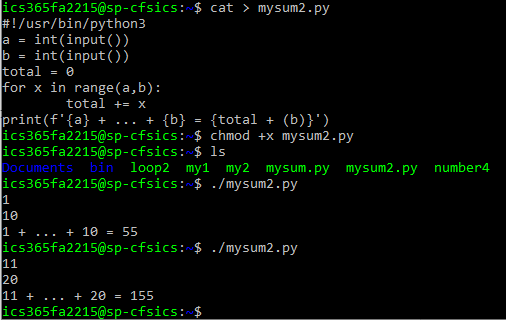 ics365fa2215@sp-cfsics:~$ cat > mysum2.py
#!/usr/bin/python3
a = int(input())
b = int(input())
total = 0
for x in range(a,b):
        total += x
print(f'{a} + ... + {b} = {total + (b)}')
ics365fa2215@sp-cfsics:~$ chmod +x mysum2.py
ics365fa2215@sp-cfsics:~$ ls
Documents  bin  loop2  my1  my2  mysum.py  mysum2.py  number4
ics365fa2215@sp-cfsics:~$ ./mysum2.py
1
10
1 + ... + 10 = 55
ics365fa2215@sp-cfsics:~$ ./mysum2.py
11
20
11 + ... + 20 = 155
ics365fa2215@sp-cfsics:~$